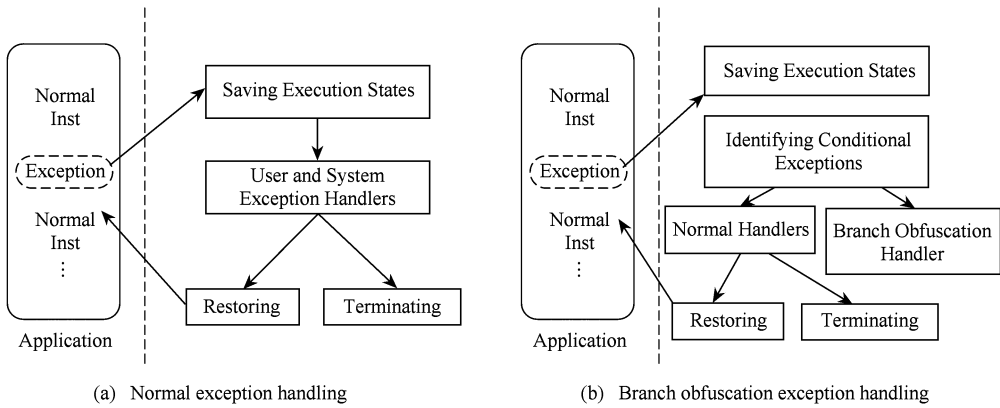 Normal
Inst
Exception
Normal
Inst
⋮
Application
Saving Execution States
User and System
Exception Handlers
Restoring
Terminating
(a) Normal exception handling
Normal
Inst
Exception
Normal
Inst
⋮
Application
Saving Execution States
Identifying Conditional
Exceptions
Normal Handlers
Branch Obfuscation
Handler
Restoring
Terminating
(b) Branch obfuscation exception handling